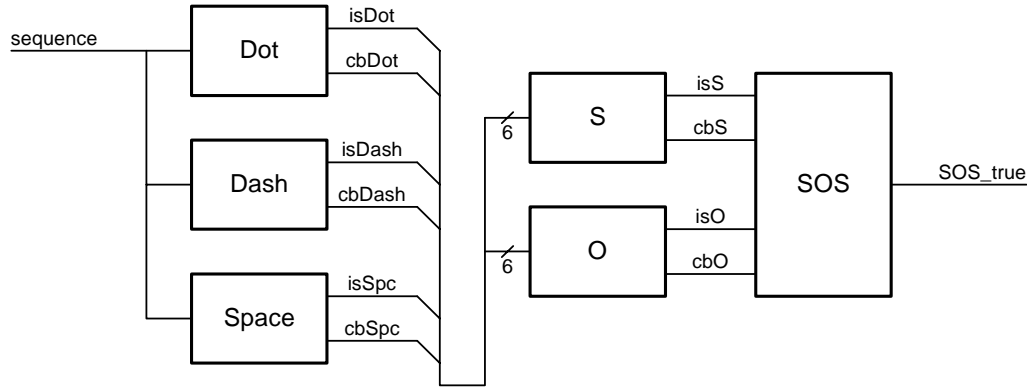 sequence
Dot
isDot
cbDot
Dash
isDash
cbDash
Space
isSpc
cbSpc
6
S
isS
cbS
6
O
isO
cbO
SOS
SOS_true